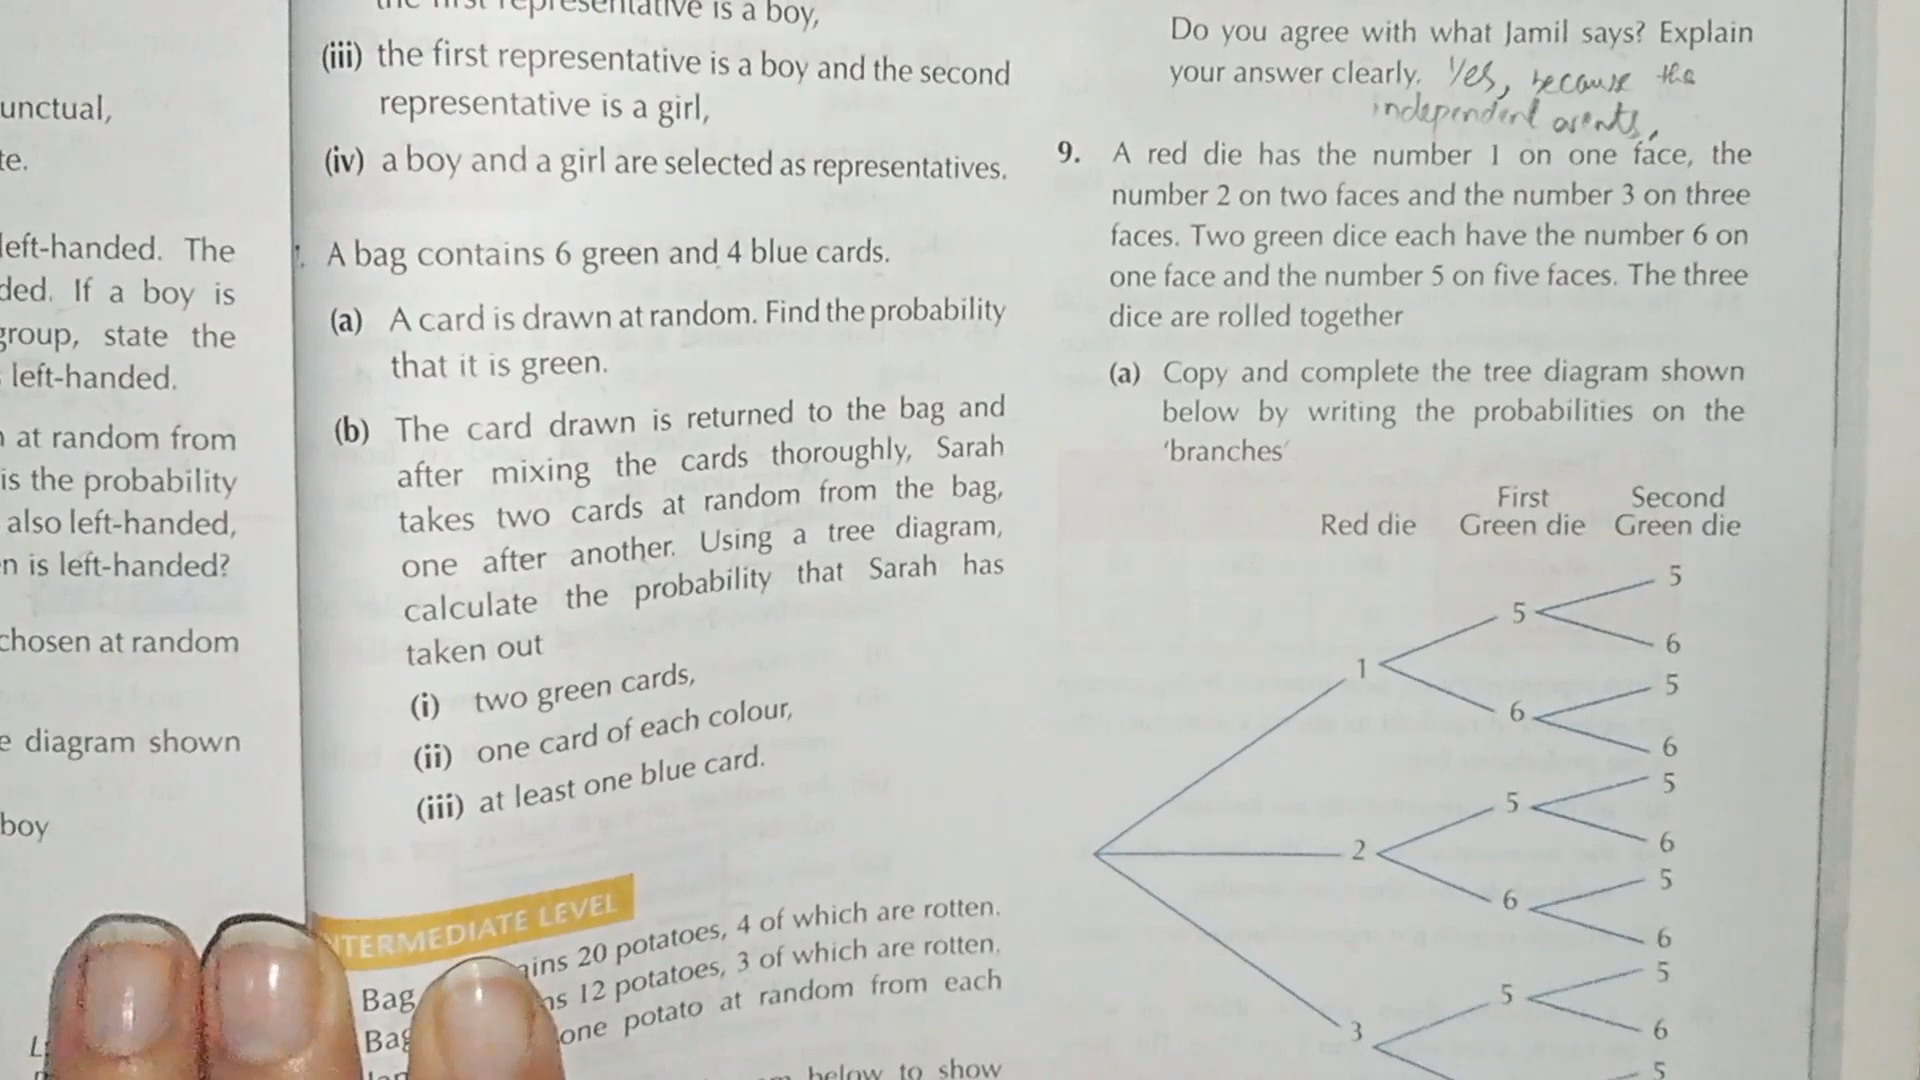 unctual,
te.
left-handed. The
ded. If a boy is
group, state the
left-handed.
at random from
is the probability
also left-handed,
n is left-handed?
chosen at random
e diagram shown
boy
the first representative is a boy,
(iii) the first representative is a boy and the second
representative is a girl,
(iv) a boy and a girl are selected as representatives.
A bag contains 6 green and 4 blue cards.
(a) A card is drawn at random. Find the probability
that it is green.
(b) The card drawn is returned to the bag and
after mixing the cards thoroughly, Sarah
takes two cards at random from the bag,
one after another. Using a tree diagram,
calculate the probability that Sarah has
taken out
(i) two green cards,
(ii) one card of each colour,
(iii) at least one blue card.
NTERMEDIATE LEVEL
Bag ains 20 potatoes, 4 of which are rotten.
Bag ns 12 potatoes, 3 of which are rotten.
one potato at random from each
below to show
Do you agree with what Jamil says? Explain
your answer clearly. Yes, because the
independent events,
9. A red die has the number 1 on one face, the
number 2 on two faces and the number 3 on three
faces. Two green dice each have the number 6 on
one face and the number 5 on five faces. The three
dice are rolled together
(a) Copy and complete the tree diagram shown
below by writing the probabilities on the
'branches'
First Second
Red die Green die Green die
5
5
6
1
5
6
6
5
5
6
2
5
6
6
5
5
6
3
5